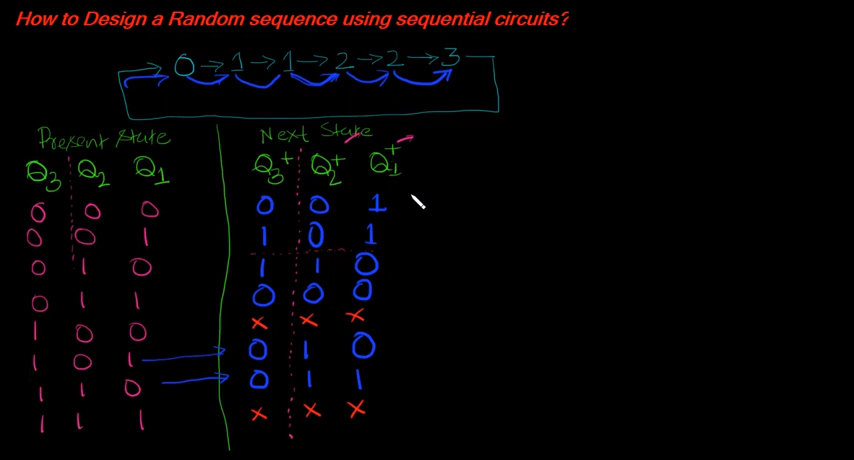 How to Design a Random sequence using sequential circuits?
0 → 1 → 1 → 2 → 2 → 3
Present State Next State
Q3 Q2 Q1 Q3+ Q2+ Q1+
0 0 0 0 0 1
0 0 1 1 0 1
0 1 0 1 1 0
0 1 1 0 0 0
1 0 0 × × ×
1 0 1 0 1 0
1 1 0 0 1 1
1 1 1 × × ×